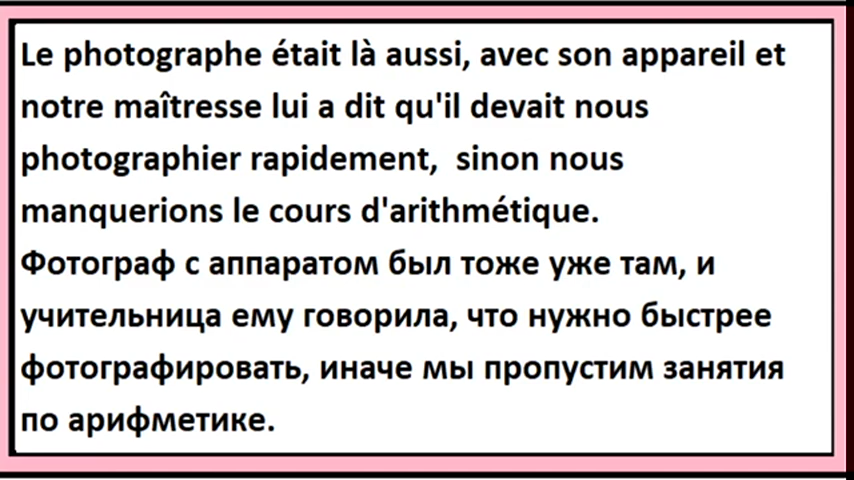 Le photographe était là aussi, avec son appareil et
notre maîtresse lui a dit qu'il devait nous
photographier rapidement,  sinon nous
manquerions le cours d'arithmétique.
Фотограф с аппаратом был тоже уже там, и
учительница ему говорила, что нужно быстрее
фотографировать, иначе мы пропустим занятия
по арифметике.